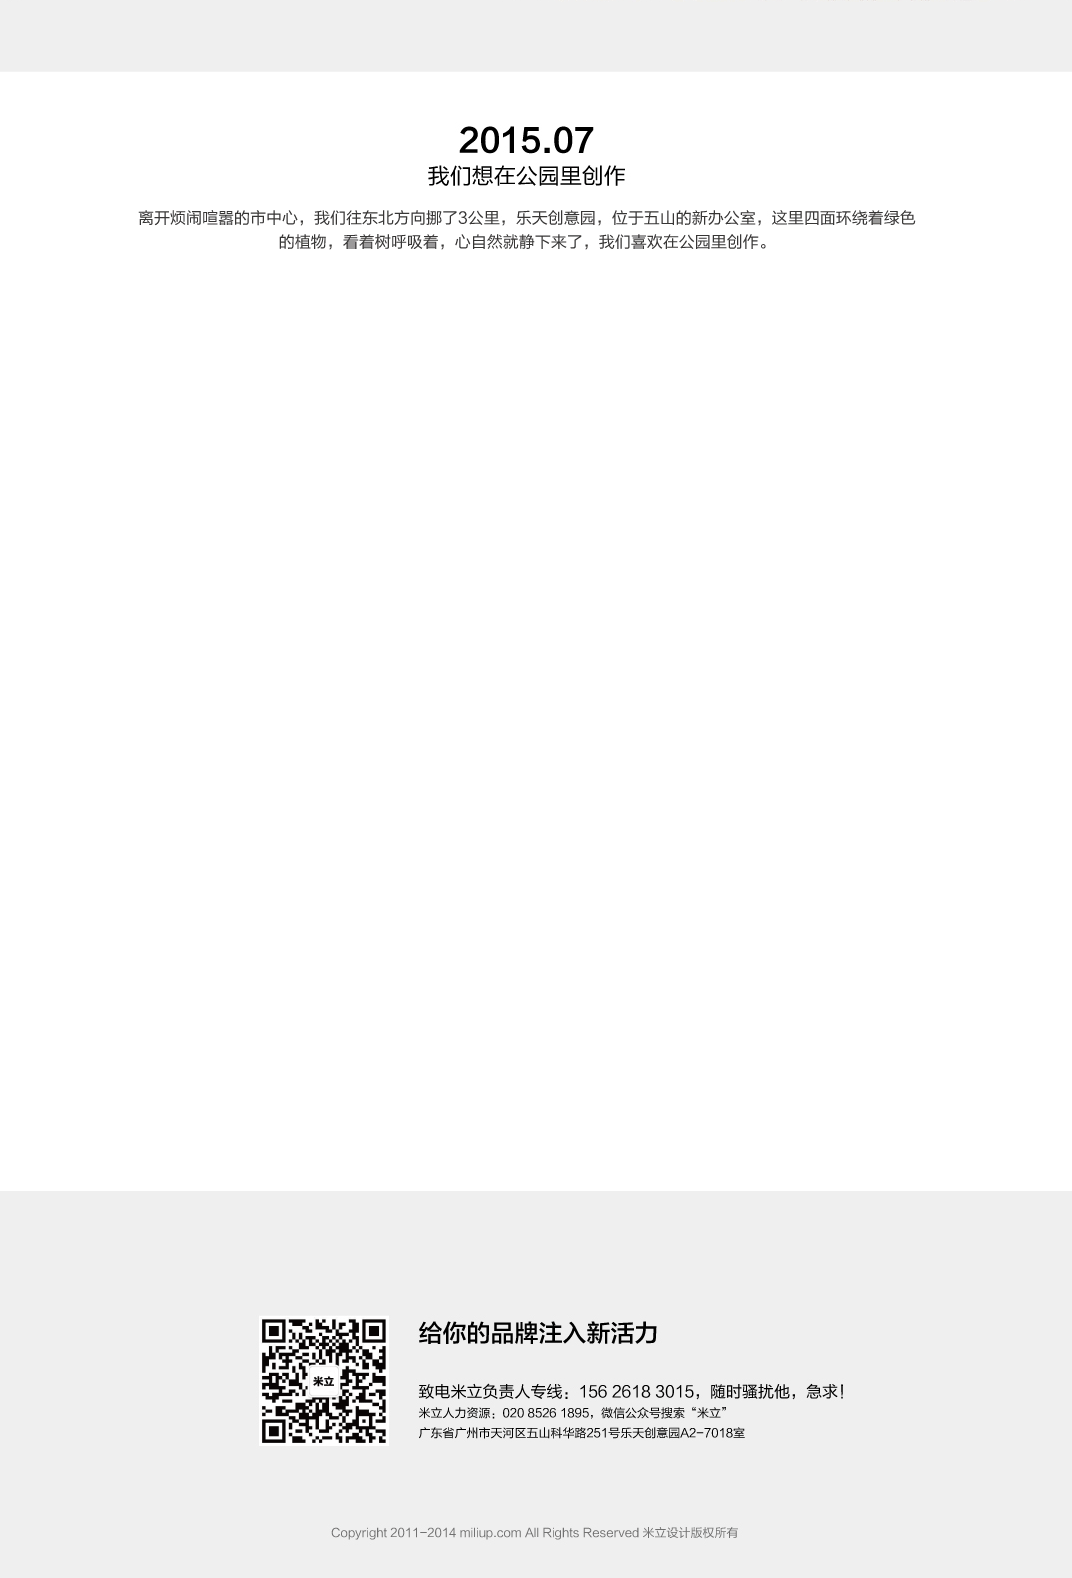 2015.07
我们想在公园里创作
离开烦闹喧嚣的市中心，我们往东北方向挪了3公里，乐天创意园，位于五山的新办公室，这里四面环绕着绿色
的植物，看着树呼吸着，心自然就静下来了，我们喜欢在公园里创作。
米立
给你的品牌注入新活力
致电米立负责人专线：156 2618 3015，随时骚扰他，急求！
米立人力资源：020 8526 1895，微信公众号搜索“米立”
广东省广州市天河区五山科华路251号乐天创意园A2-7018室
Copyright 2011-2014 miliup.com All Rights Reserved 米立设计版权所有